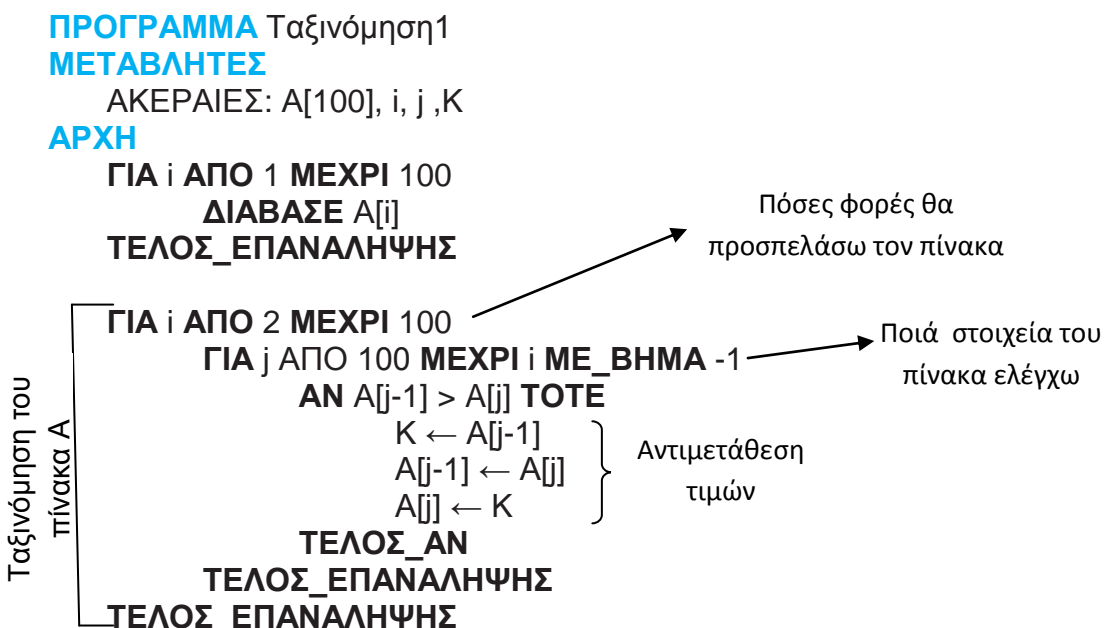 ΠΡΟΓΡΑΜΜΑ Ταξινόμηση1
ΜΕΤΑΒΛΗΤΕΣ
ΑΚΕΡΑΙΕΣ: Α[100], i, j ,Κ
ΑΡΧΗ
ΓΙΑ i ΑΠΟ 1 ΜΕΧΡΙ 100
ΔΙΑΒΑΣΕ Α[i]
ΤΕΛΟΣ_ΕΠΑΝΑΛΗΨΗΣ
Πόσες φορές θα
προσπελάσω τον πίνακα
ΓΙΑ i ΑΠΟ 2 ΜΕΧΡΙ 100
ΓΙΑ j ΑΠΟ 100 ΜΕΧΡΙ i ΜΕ_ΒΗΜΑ -1
Ποιά στοιχεία του
πίνακα ελέγχω
ΑΝ Α[j-1] > Α[j] ΤΟΤΕ
Κ ← Α[j-1]
Α[j-1] ← Α[j]
Α[j] ← Κ
Αντιμετάθεση
τιμών
ΤΕΛΟΣ_ΑΝ
ΤΕΛΟΣ_ΕΠΑΝΑΛΗΨΗΣ
ΤΕΛΟΣ_ΕΠΑΝΑΛΗΨΗΣ
Ταξινόμηση του
πίνακα Α